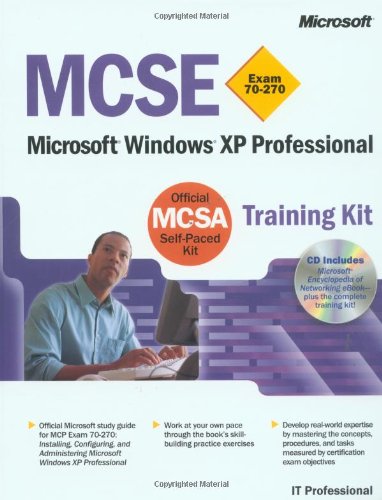 Microsoft
MCSE
Exam
70-270
Microsoft® Windows® XP Professional
Official
MCSA
Self-Paced
Kit
Training Kit
CD Includes
Microsoft®
Encyclopedia of
Networking eBook—
plus the complete
training kit!
Official Microsoft study guide
for MCP Exam 70-270:
Installing, Configuring, and
Administering Microsoft
Windows XP Professional
Work at your own pace
through the book's skill-
building practice exercises
Develop real-world expertise
by mastering the concepts,
procedures, and tasks
measured by certification
exam objectives
IT Professional
Copyrighted Material
Copyrighted Material